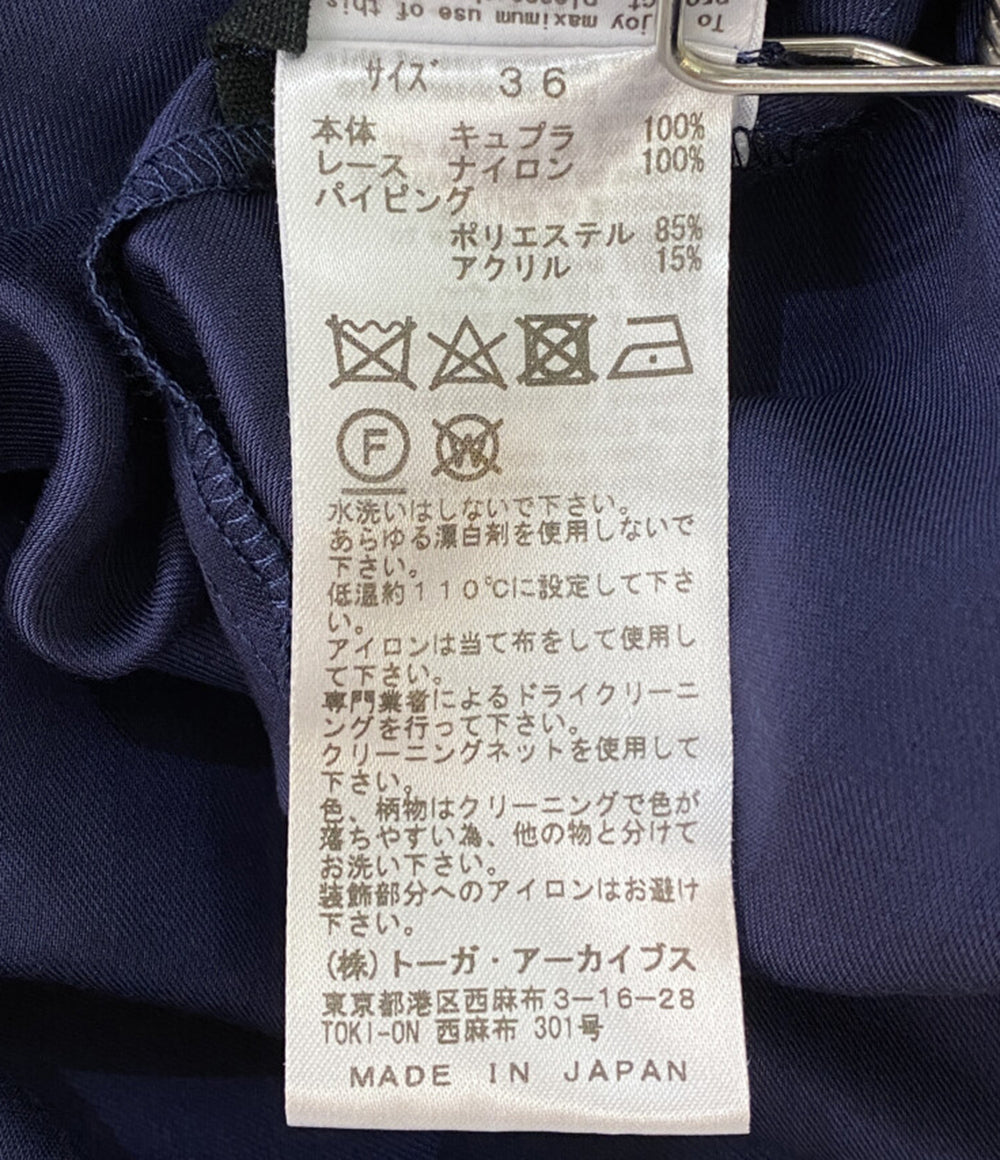 To
joy maximum use of this
サイズ 36
本体 キュプラ 100%
レース ナイロン 100%
パイピング
ポリエステル 85%
アクリル 15%
F
W
水洗いはしないで下さい。
あらゆる漂白剤を使用しないで
下さい。
低温約110℃に設定して下さ
い。
アイロンは当て布をして使用し
て下さい。
専門業者によるドライクリーニ
ングを行って下さい。
クリーニングネットを使用して
下さい。
色、柄物はクリーニングで色が
落ちやすい為、他の物と分けて
お洗い下さい。
装飾部分へのアイロンはお避け
下さい。
(株)トーガ・アーカイブス
東京都港区西麻布3-16-28
TOKI-ON 西麻布 301号
MADE IN JAPAN